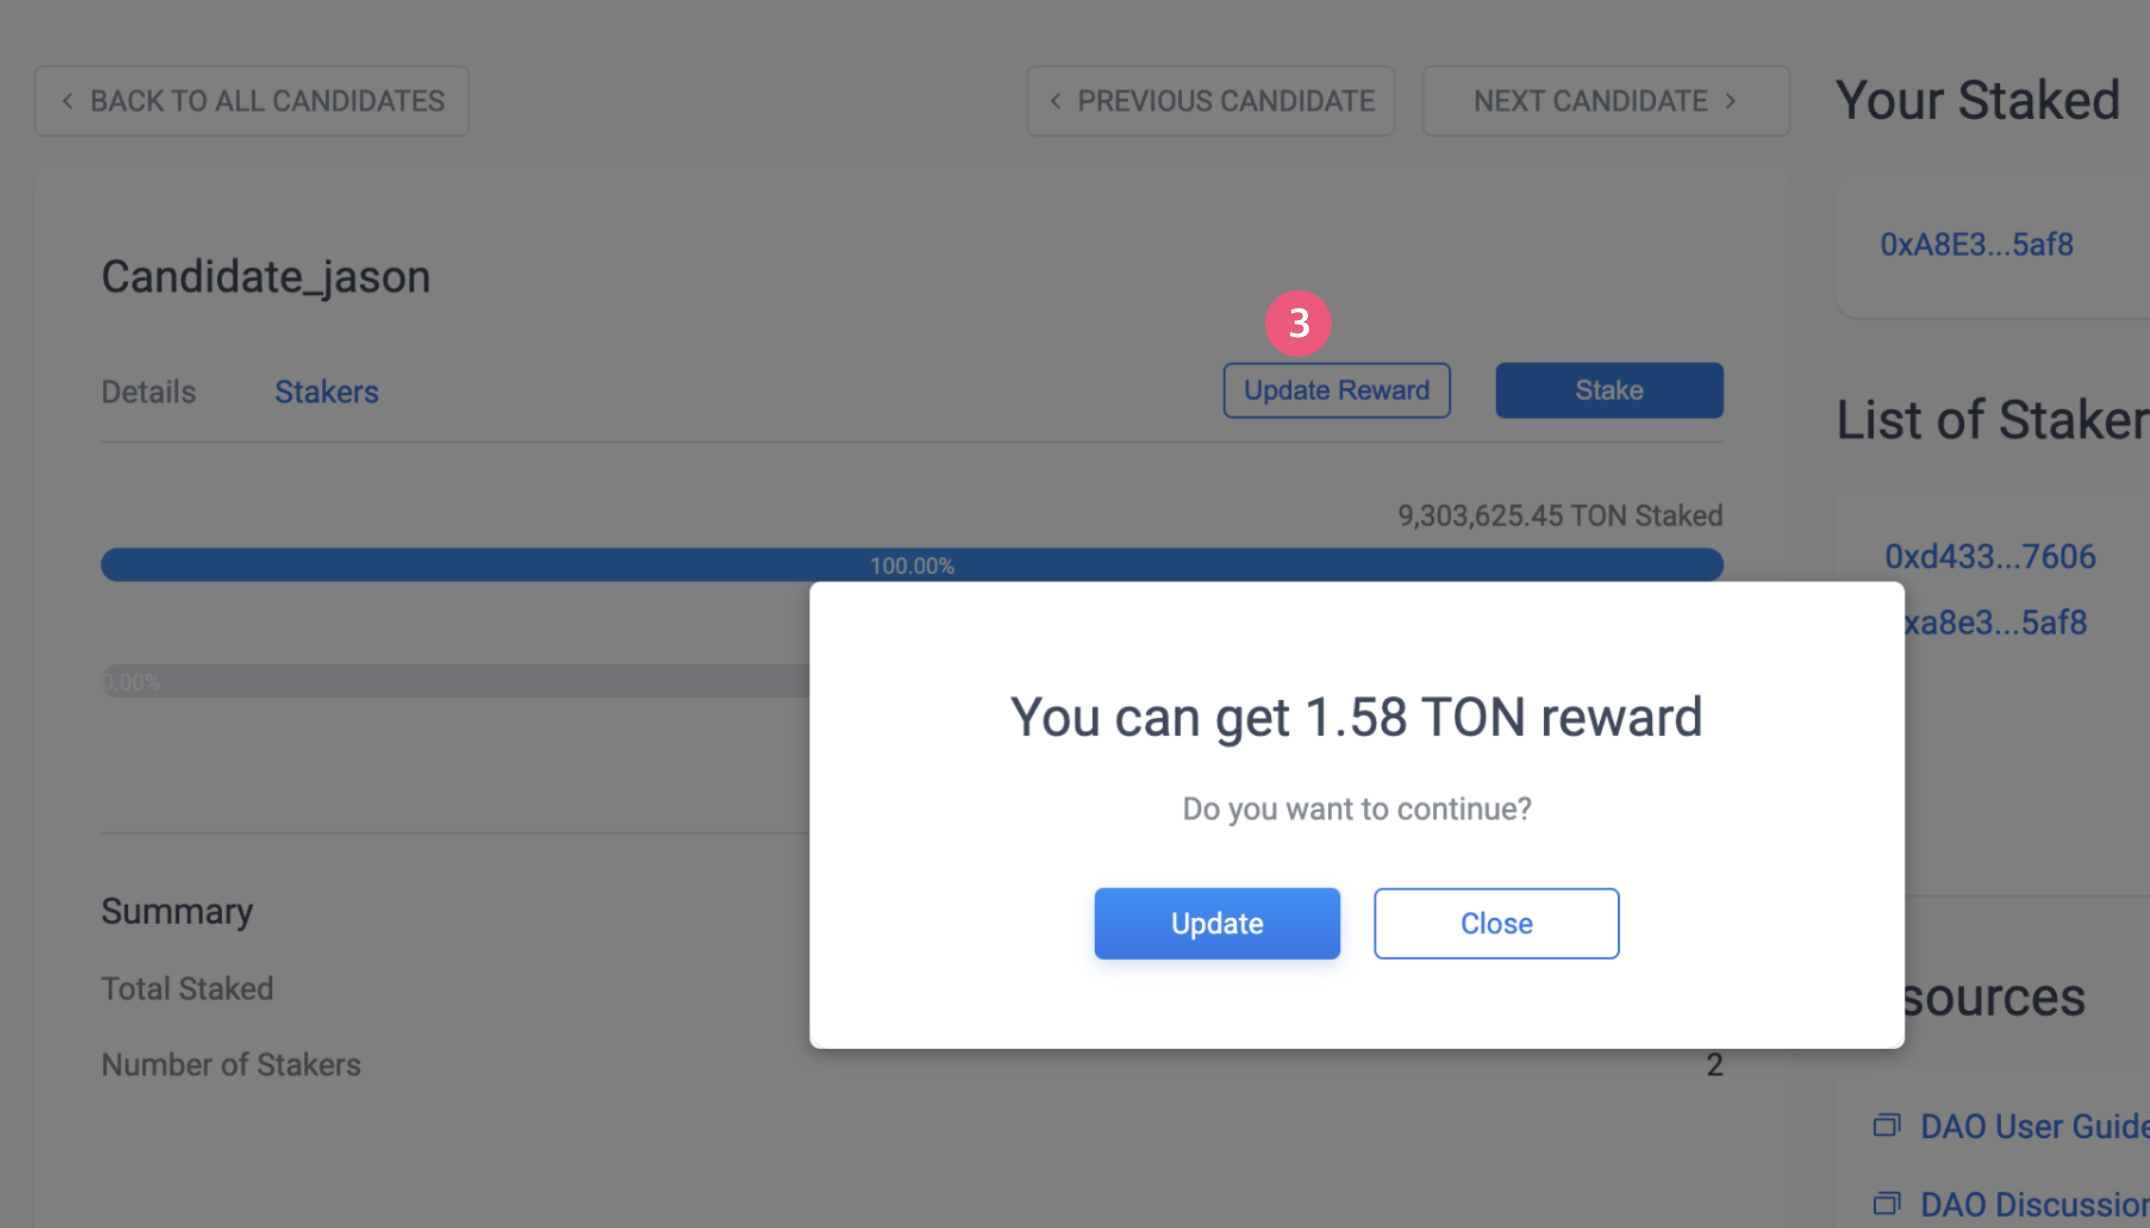 BACK TO ALL CANDIDATES
PREVIOUS CANDIDATE
NEXT CANDIDATE
Your Staked
0xA8E3...5af8
Candidate_jason
3
Details
Stakers
Update Reward
Stake
List of Staker
9,303,625.45 TON Staked
100.00%
0xd433...7606
xa8e3...5af8
0.00%
You can get 1.58 TON reward
Do you want to continue?
Update
Close
Summary
Total Staked
sources
Number of Stakers
2
DAO User Guide
DAO Discussion